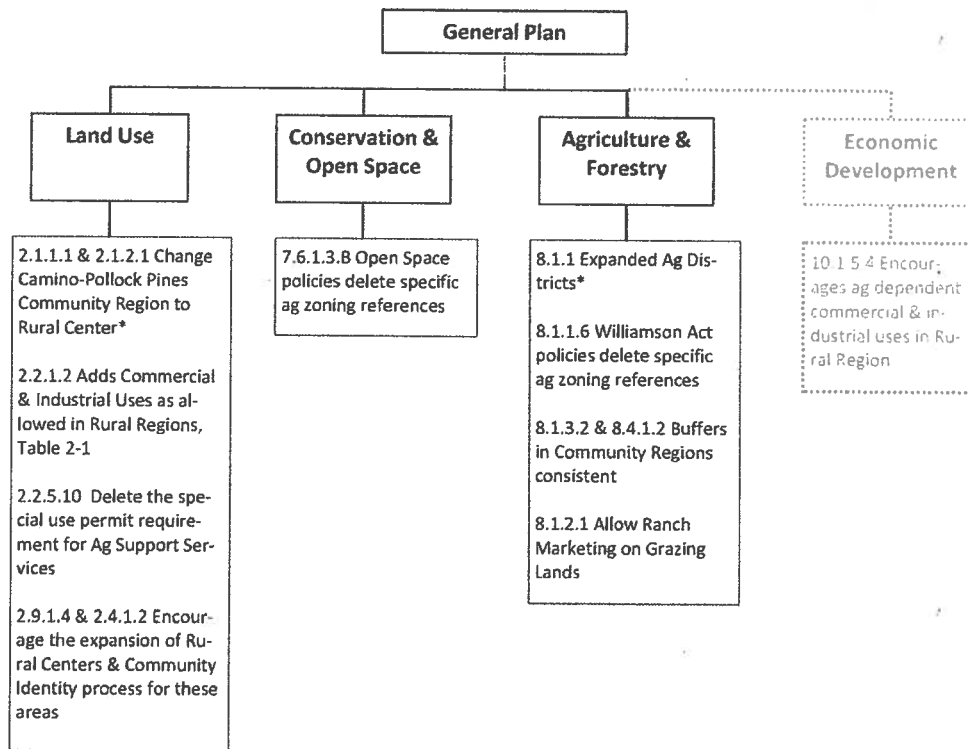 General Plan
Land Use
Conservation &
Open Space
Agriculture &
Forestry
Economic
Development
2.1.1.1 & 2.1.2.1 Change
Camino-Pollock Pines
Community Region to
Rural Center*
2.2.1.2 Adds Commercial
& Industrial Uses as al-
lowed in Rural Regions,
Table 2-1
2.2.5.10 Delete the spe-
cial use permit require-
ment for Ag Support Ser-
vices
2.9.1.4 & 2.4.1.2 Encour-
age the expansion of Ru-
ral Centers & Community
Identity process for these
areas
7.6.1.3.B Open Space
policies delete specific
ag zoning references
8.1.1 Expanded Ag Dis-
tricts*
8.1.1.6 Williamson Act
policies delete specific
ag zoning references
8.1.3.2 & 8.4.1.2 Buffers
in Community Regions
consistent
8.1.2.1 Allow Ranch
Marketing on Grazing
Lands
10.1.5.4 Encour-
ages ag dependent
commercial & in-
dustrial uses in Ru-
ral Region